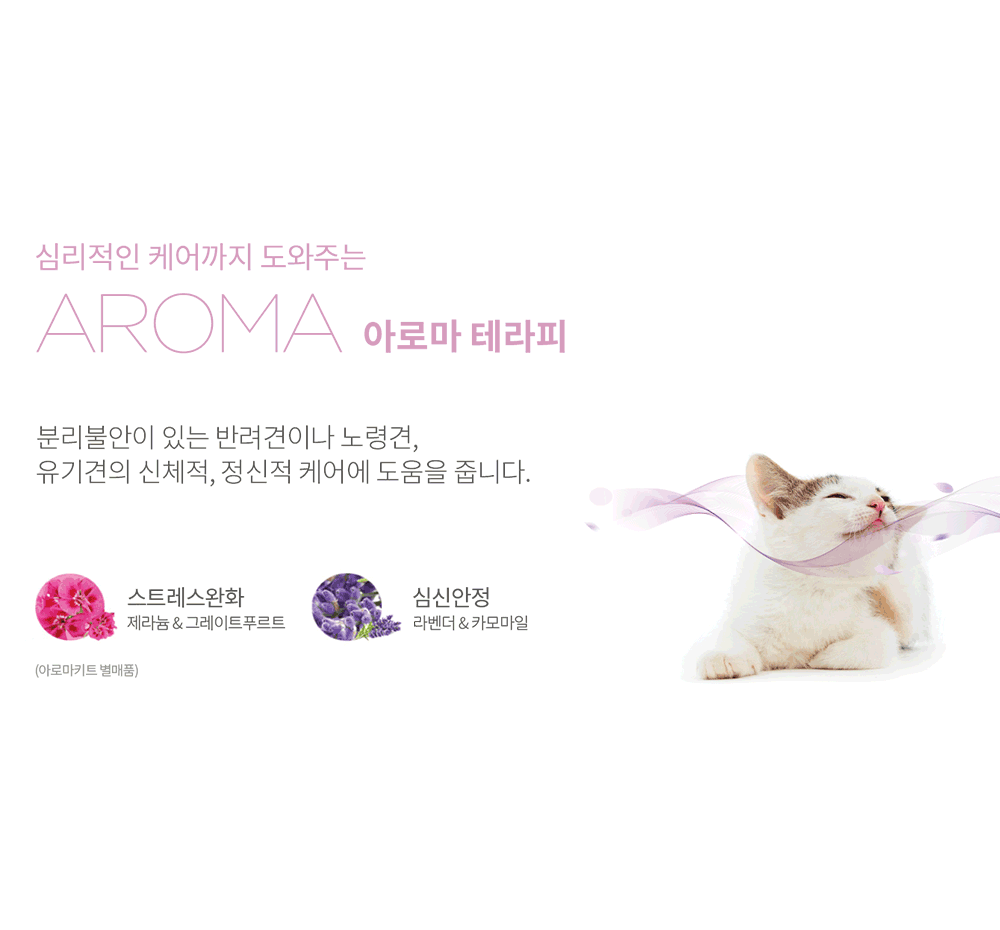 심리적인 케어까지 도와주는
AROMA 아로마 테라피
분리불안이 있는 반려견이나 노령견,
유기견의 신체적, 정신적 케어에 도움을 줍니다.
스트레스완화
제라늄 & 그레이트푸르트
심신안정
라벤더 & 카모마일
(아로마키트 별매품)